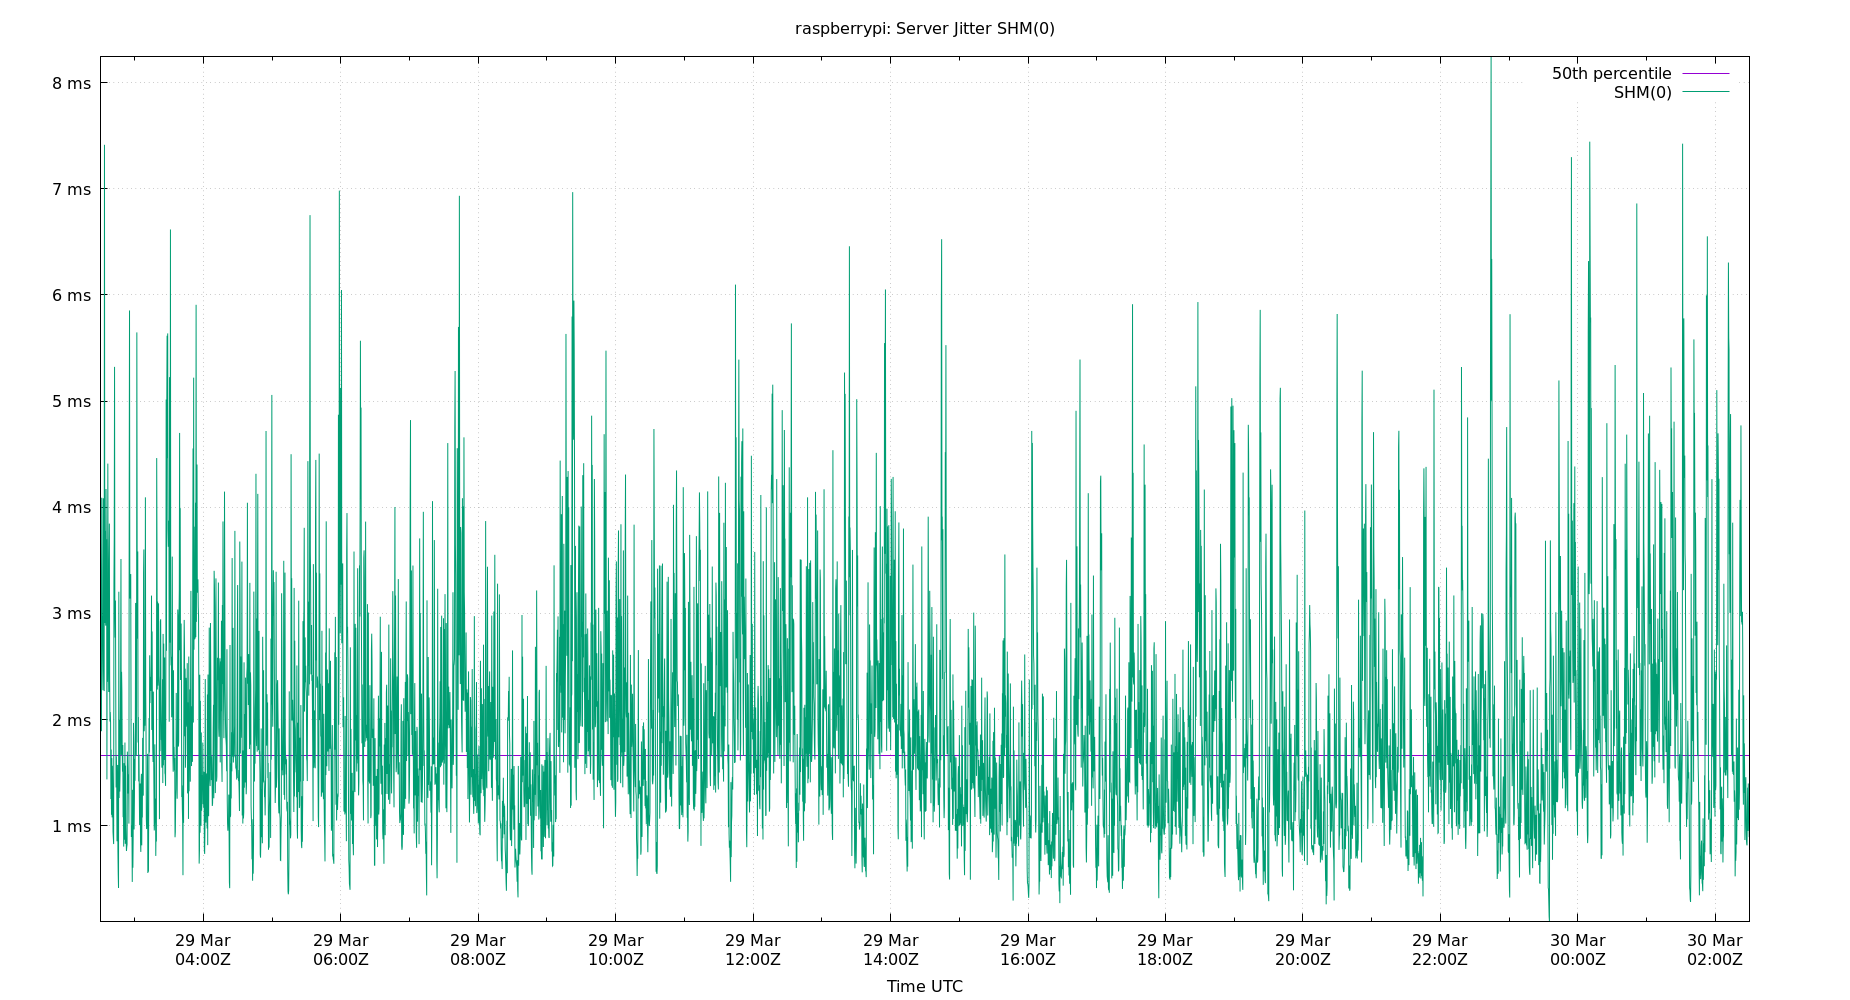 raspberrypi: Server Jitter SHM(0)
50th percentile
SHM(0)
8 ms
7 ms
6 ms
5 ms
4 ms
3 ms
2 ms
1 ms
29 Mar 29 Mar 29 Mar 29 Mar 29 Mar 29 Mar 29 Mar 29 Mar 29 Mar 29 Mar 30 Mar 30 Mar
04:00Z 06:00Z 08:00Z 10:00Z 12:00Z 14:00Z 16:00Z 18:00Z 20:00Z 22:00Z 00:00Z 02:00Z
Time UTC